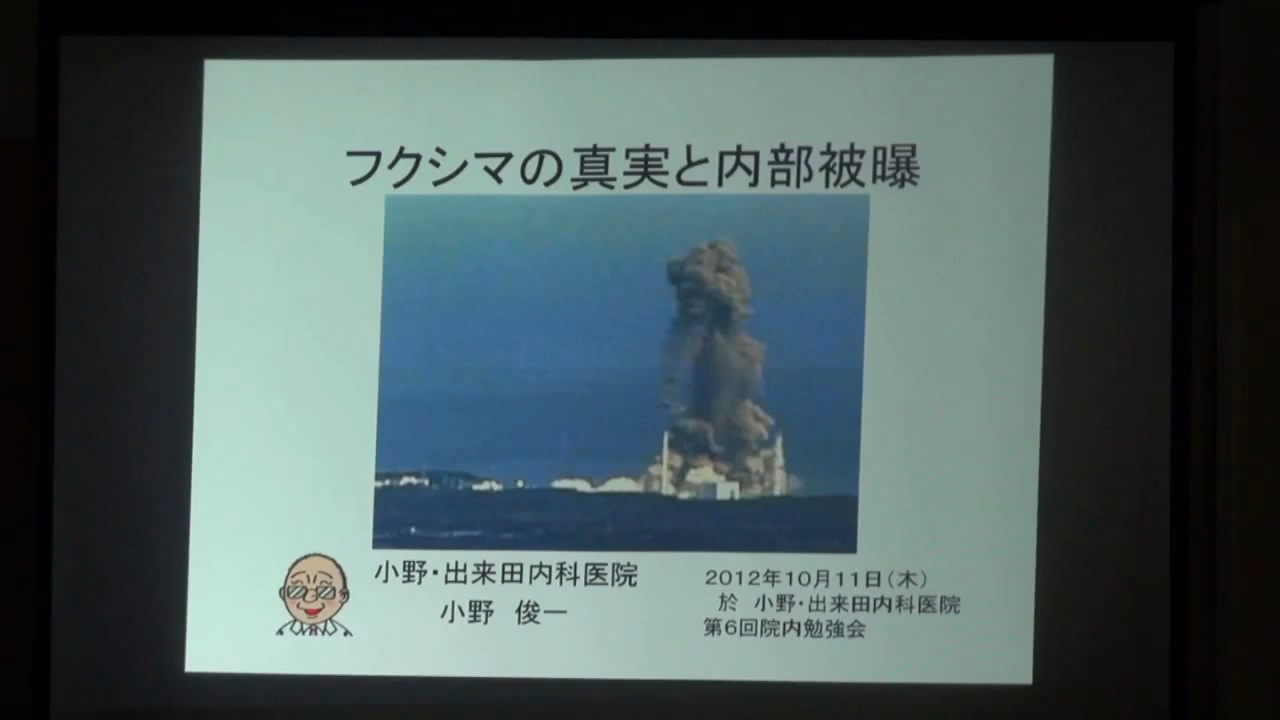 フクシマの真実と内部被曝
小野・出来田内科医院
小野 俊一
2012年10月11日(木)
於 小野・出来田内科医院
第6回院内勉強会